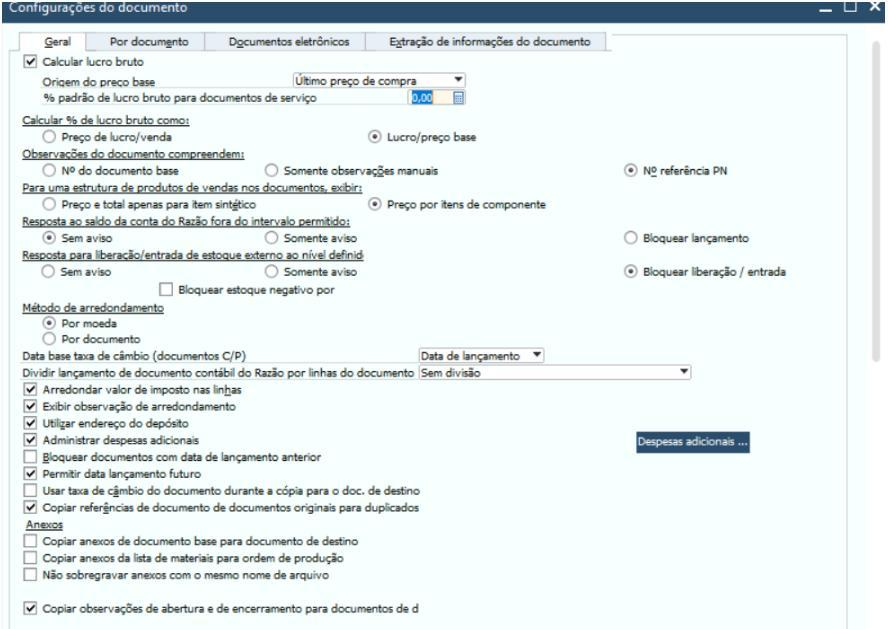 Configurações do documento
Geral Por documento Documentos eletrônicos Extração de informações do documento
Calcular lucro bruto
Origem do preço base Último preço de compra
% padrão de lucro bruto para documentos de serviço 0,00
Calcular % de lucro bruto como:
Preço de lucro/venda Lucro/preço base
Observações do documento compreendem:
Nº do documento base Somente observações manuais Nº referência PN
Para uma estrutura de produtos de vendas nos documentos, exibir:
Preço e total apenas para item sintético Preço por itens de componente
Resposta ao saldo da conta do Razão fora do intervalo permitido:
Sem aviso Somente aviso Bloquear lançamento
Resposta para liberação/entrada de estoque externo ao nível definid
Sem aviso Somente aviso Bloquear liberação / entrada
Bloquear estoque negativo por
Método de arredondamento
Por moeda
Por documento
Data base taxa de câmbio (documentos C/P) Data de lançamento
Dividir lançamento de documento contábil do Razão por linhas do documento Sem divisão
Arredondar valor de imposto nas linhas
Exibir observação de arredondamento
Utilizar endereço do depósito
Administrar despesas adicionais Despesas adicionais ...
Bloquear documentos com data de lançamento anterior
Permitir data lançamento futuro
Usar taxa de câmbio do documento durante a cópia para o doc. de destino
Copiar referências de documento de documentos originais para duplicados
Anexos
Copiar anexos de documento base para documento de destino
Copiar anexos da lista de materiais para ordem de produção
Não sobregravar anexos com o mesmo nome de arquivo
Copiar observações de abertura e de encerramento para documentos de d